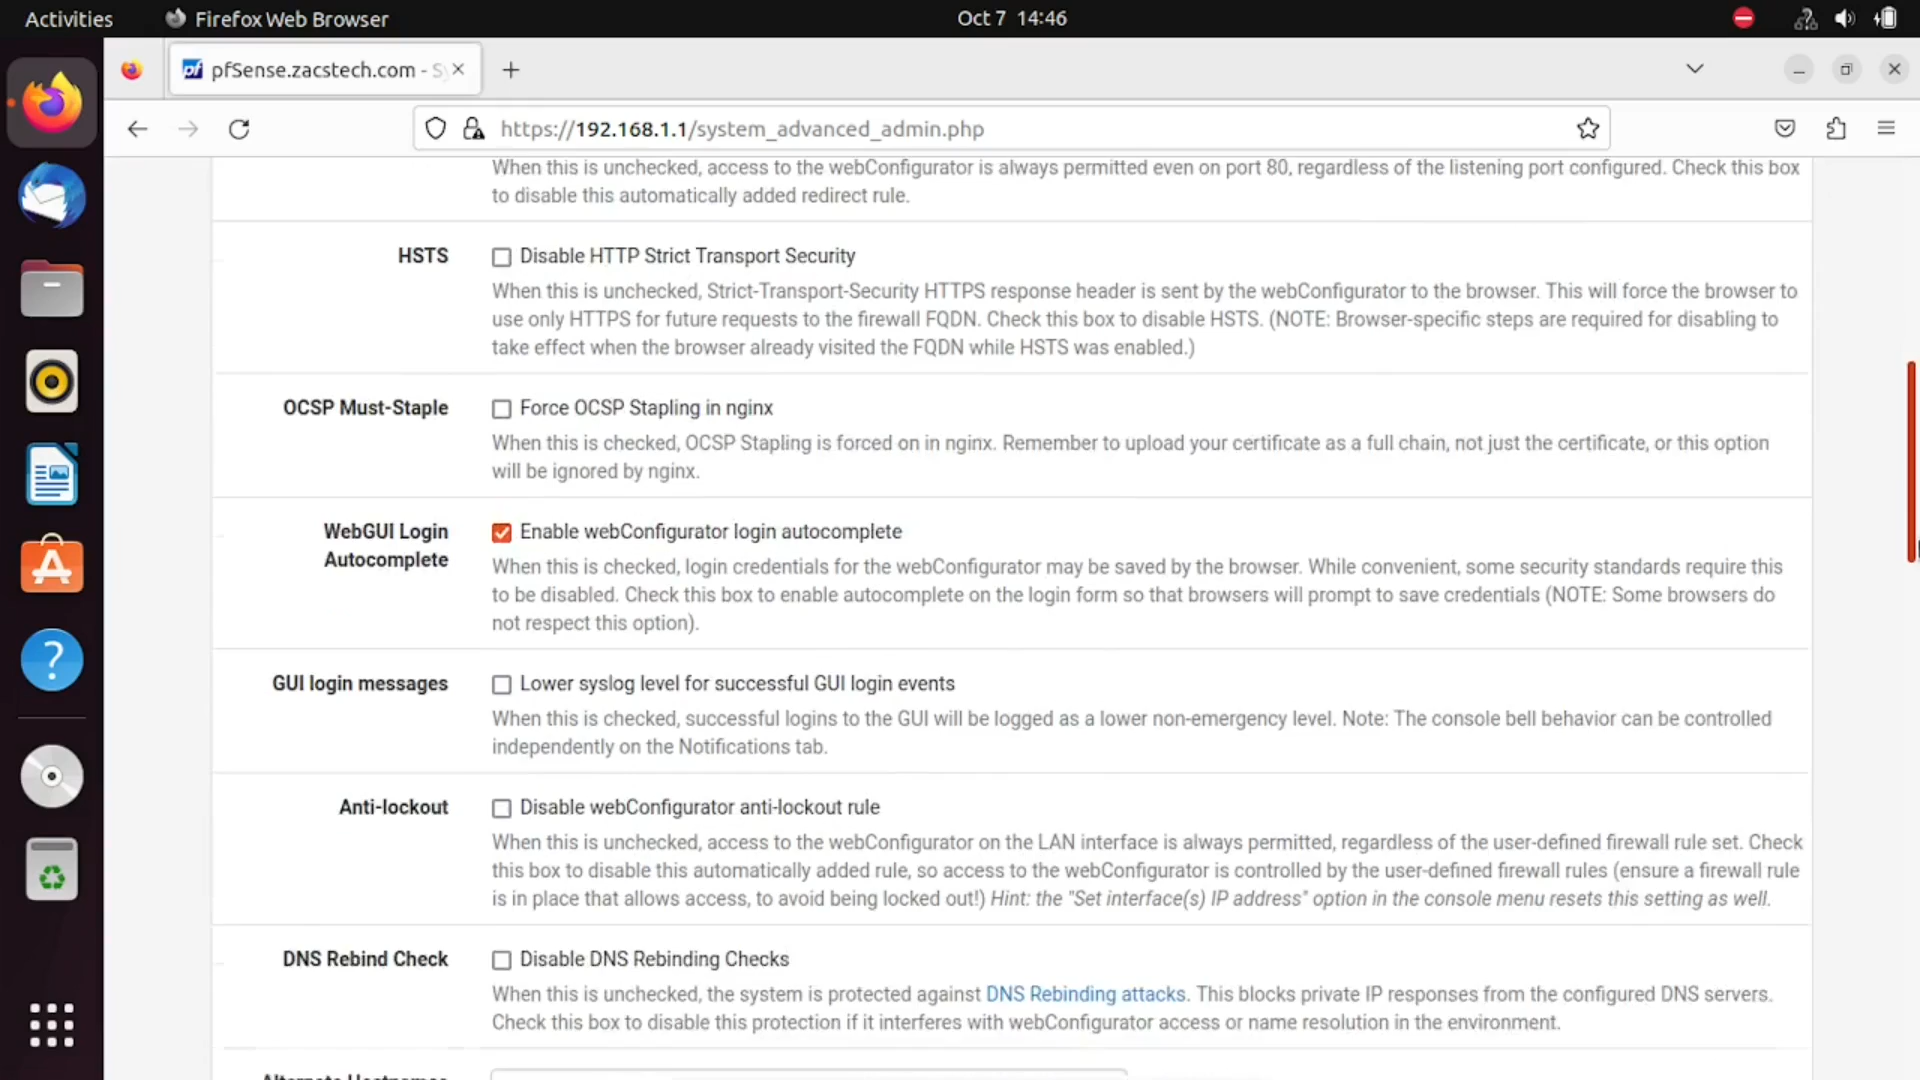 Activities
Firefox Web Browser
Oct 7 14:46
pfSense.zacstech.com - Sy
https://192.168.1.1/system_advanced_admin.php
When this is unchecked, access to the webConfigurator is always permitted even on port 80, regardless of the listening port configured. Check this box
to disable this automatically added redirect rule.
HSTS
Disable HTTP Strict Transport Security
When this is unchecked, Strict-Transport-Security HTTPS response header is sent by the webConfigurator to the browser. This will force the browser to
use only HTTPS for future requests to the firewall FQDN. Check this box to disable HSTS. (NOTE: Browser-specific steps are required for disabling to
take effect when the browser already visited the FQDN while HSTS was enabled.)
OCSP Must-Staple
Force OCSP Stapling in nginx
When this is checked, OCSP Stapling is forced on in nginx. Remember to upload your certificate as a full chain, not just the certificate, or this option
will be ignored by nginx.
WebGUI Login
Autocomplete
Enable webConfigurator login autocomplete
When this is checked, login credentials for the webConfigurator may be saved by the browser. While convenient, some security standards require this
to be disabled. Check this box to enable autocomplete on the login form so that browsers will prompt to save credentials (NOTE: Some browsers do
not respect this option).
GUI login messages
Lower syslog level for successful GUI login events
When this is checked, successful logins to the GUI will be logged as a lower non-emergency level. Note: The console bell behavior can be controlled
independently on the Notifications tab.
Anti-lockout
Disable webConfigurator anti-lockout rule
When this is unchecked, access to the webConfigurator on the LAN interface is always permitted, regardless of the user-defined firewall rule set. Check
this box to disable this automatically added rule, so access to the webConfigurator is controlled by the user-defined firewall rules (ensure a firewall rule
is in place that allows access, to avoid being locked out!) Hint: the "Set interface(s) IP address" option in the console menu resets this setting as well.
DNS Rebind Check
Disable DNS Rebinding Checks
When this is unchecked, the system is protected against DNS Rebinding attacks. This blocks private IP responses from the configured DNS servers.
Check this box to disable this protection if it interferes with webConfigurator access or name resolution in the environment.
Alternate Hostnames